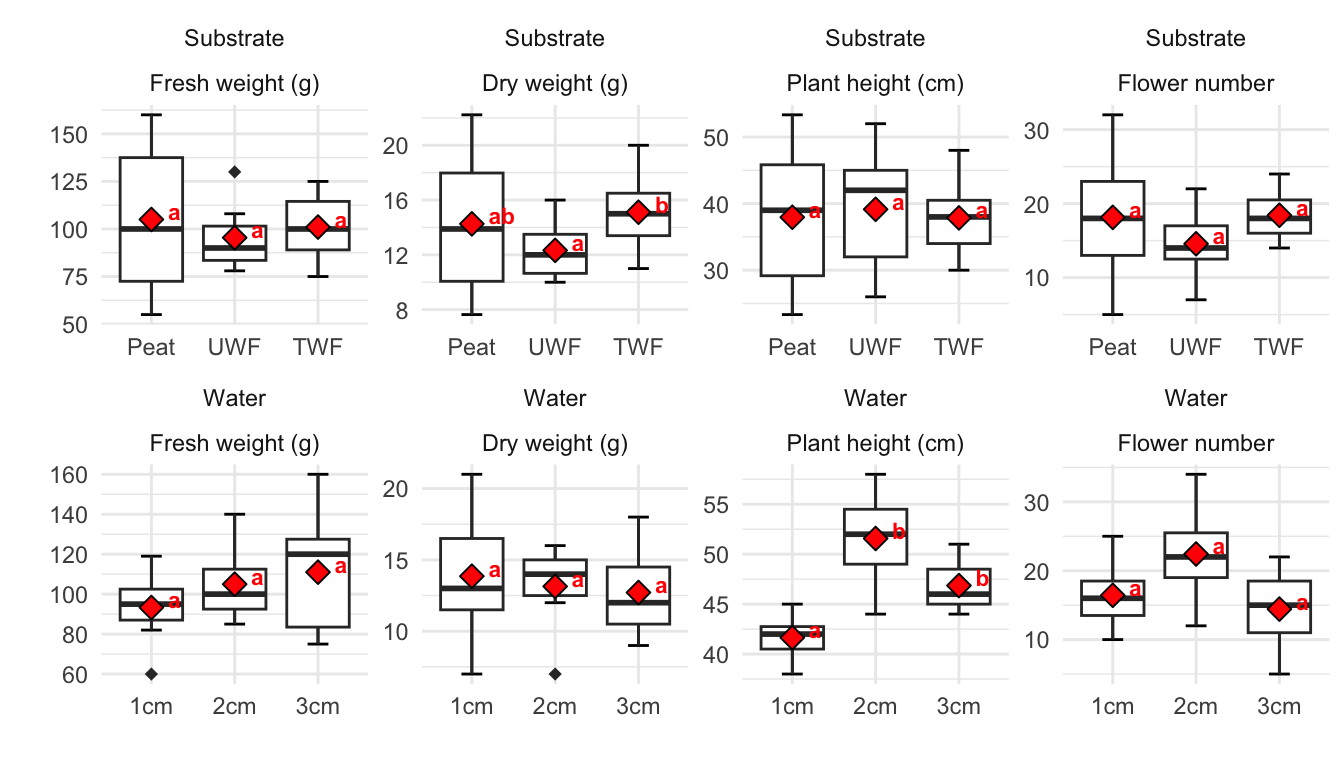 Substrate Substrate Substrate Substrate
Fresh weight (g) Dry weight (g) Plant height (cm) Flower number
150 125 100 75 50
a a a
Peat UWF TWF
20 16 12 8
ab a b
Peat UWF TWF
50 40 30
a a a
Peat UWF TWF
30 20 10
a a a
Peat UWF TWF
Water Water Water Water
Fresh weight (g) Dry weight (g) Plant height (cm) Flower number
160 140 120 100 80 60
a a a
1cm 2cm 3cm
20 15 10
a a a
1cm 2cm 3cm
55 50 45 40
a b b
1cm 2cm 3cm
30 20 10
a a a
1cm 2cm 3cm